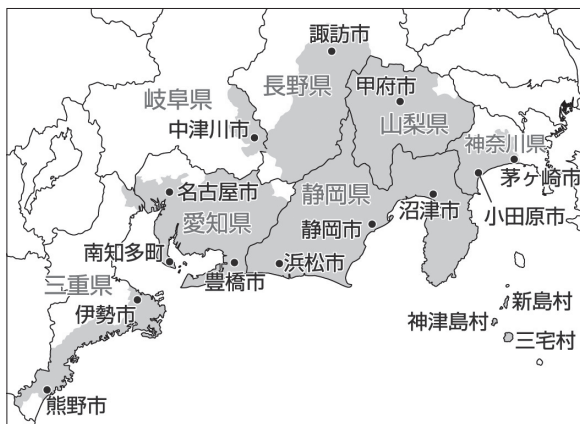 諏訪市
甲府市
長野県
岐阜県
山梨県
中津川市
神奈川県
茅ヶ崎市
名古屋市
静岡県
沼津市
小田原市
愛知県
静岡市
南知多町
豊橋市
浜松市
三重県
伊勢市
新島村
神津島村
三宅村
熊野市